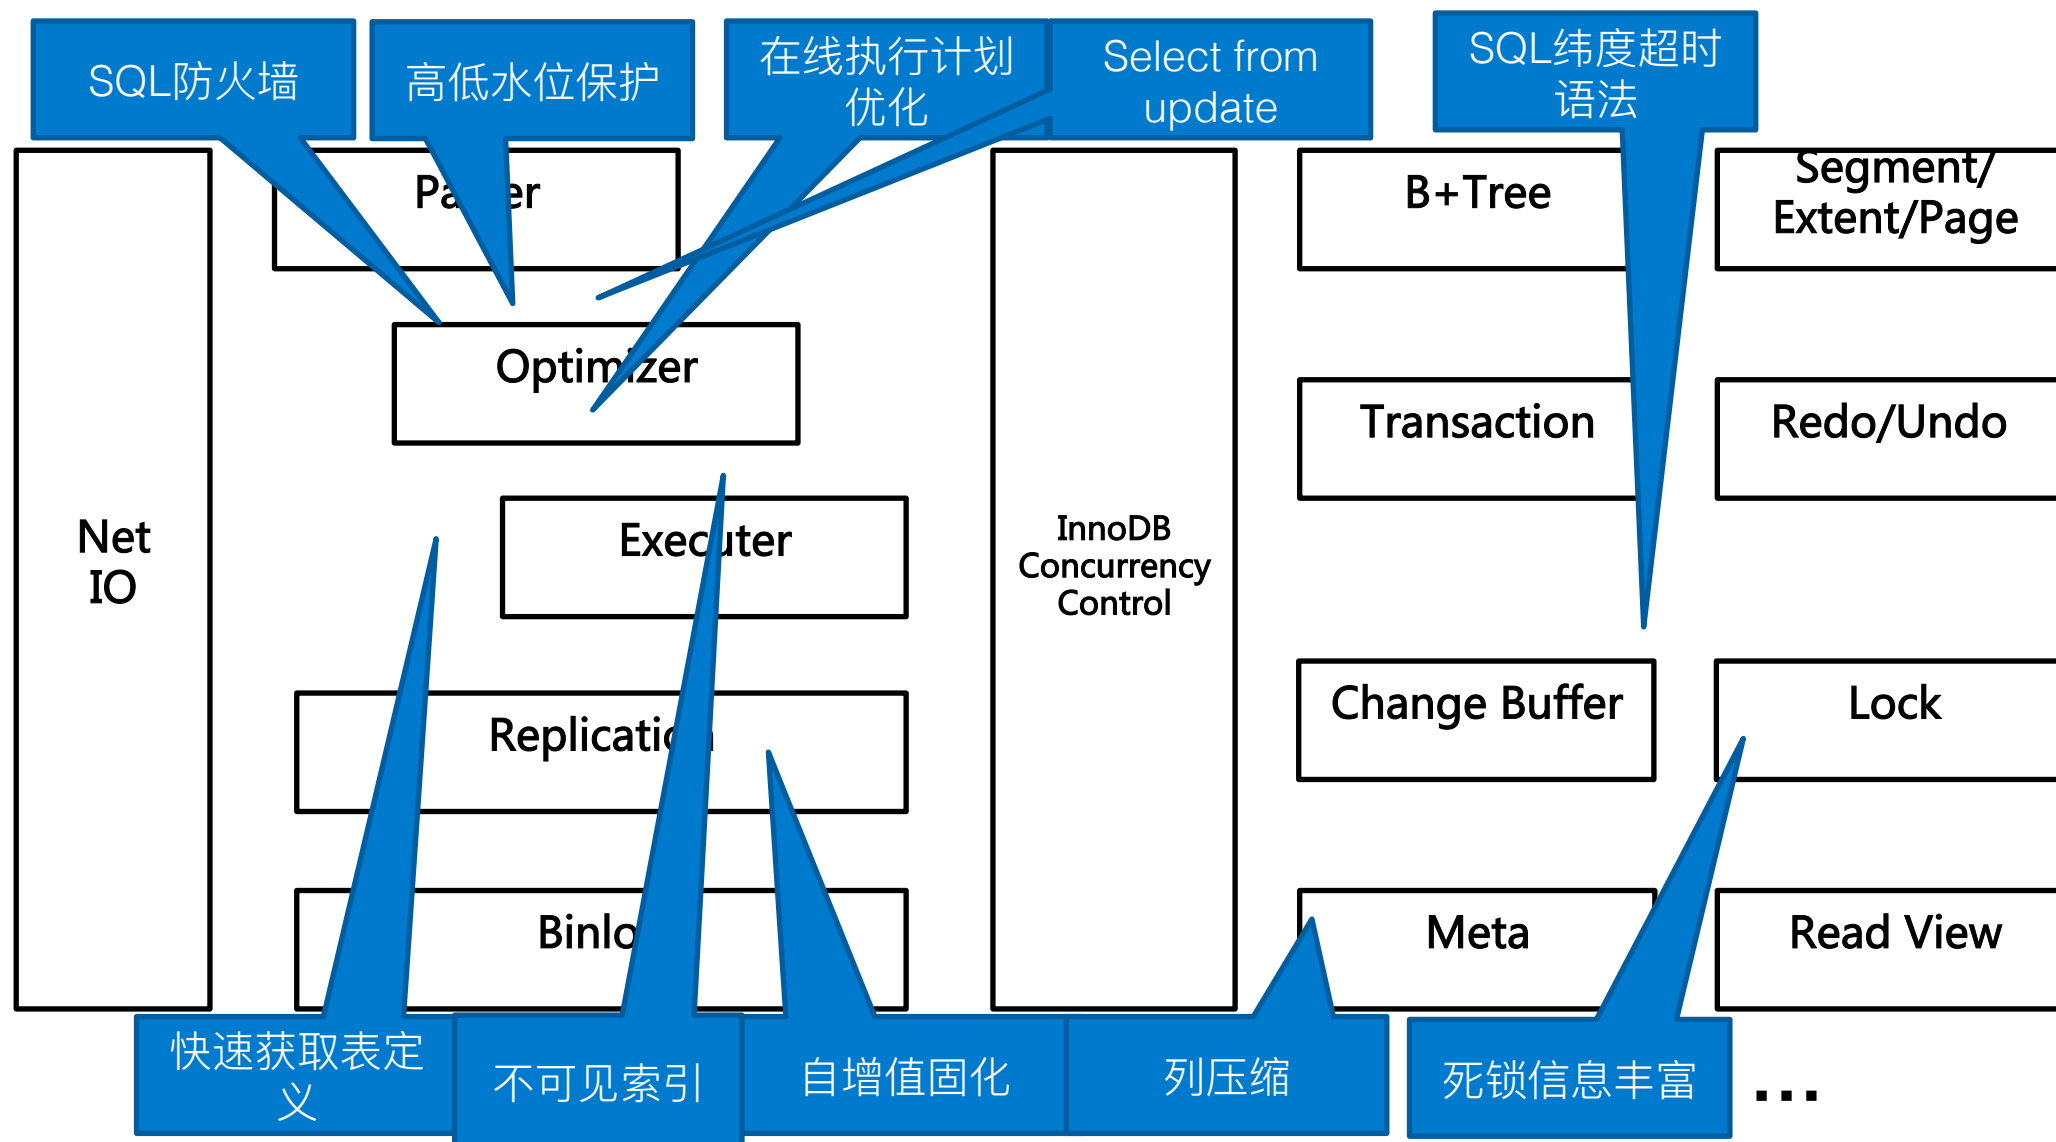 SQL防火墙
高低水位保护
在线执行计划
优化
Select from
update
SQL纬度超时
语法
Net
IO
Optimizer
Executer
Replication
InnoDB
Concurrency
Control
B+Tree
Segment/
Extent/Page
Transaction
Redo/Undo
Change Buffer
Lock
Meta
Read View
快速获取表定
义
不可见索引
自增值固化
列压缩
死锁信息丰富
...